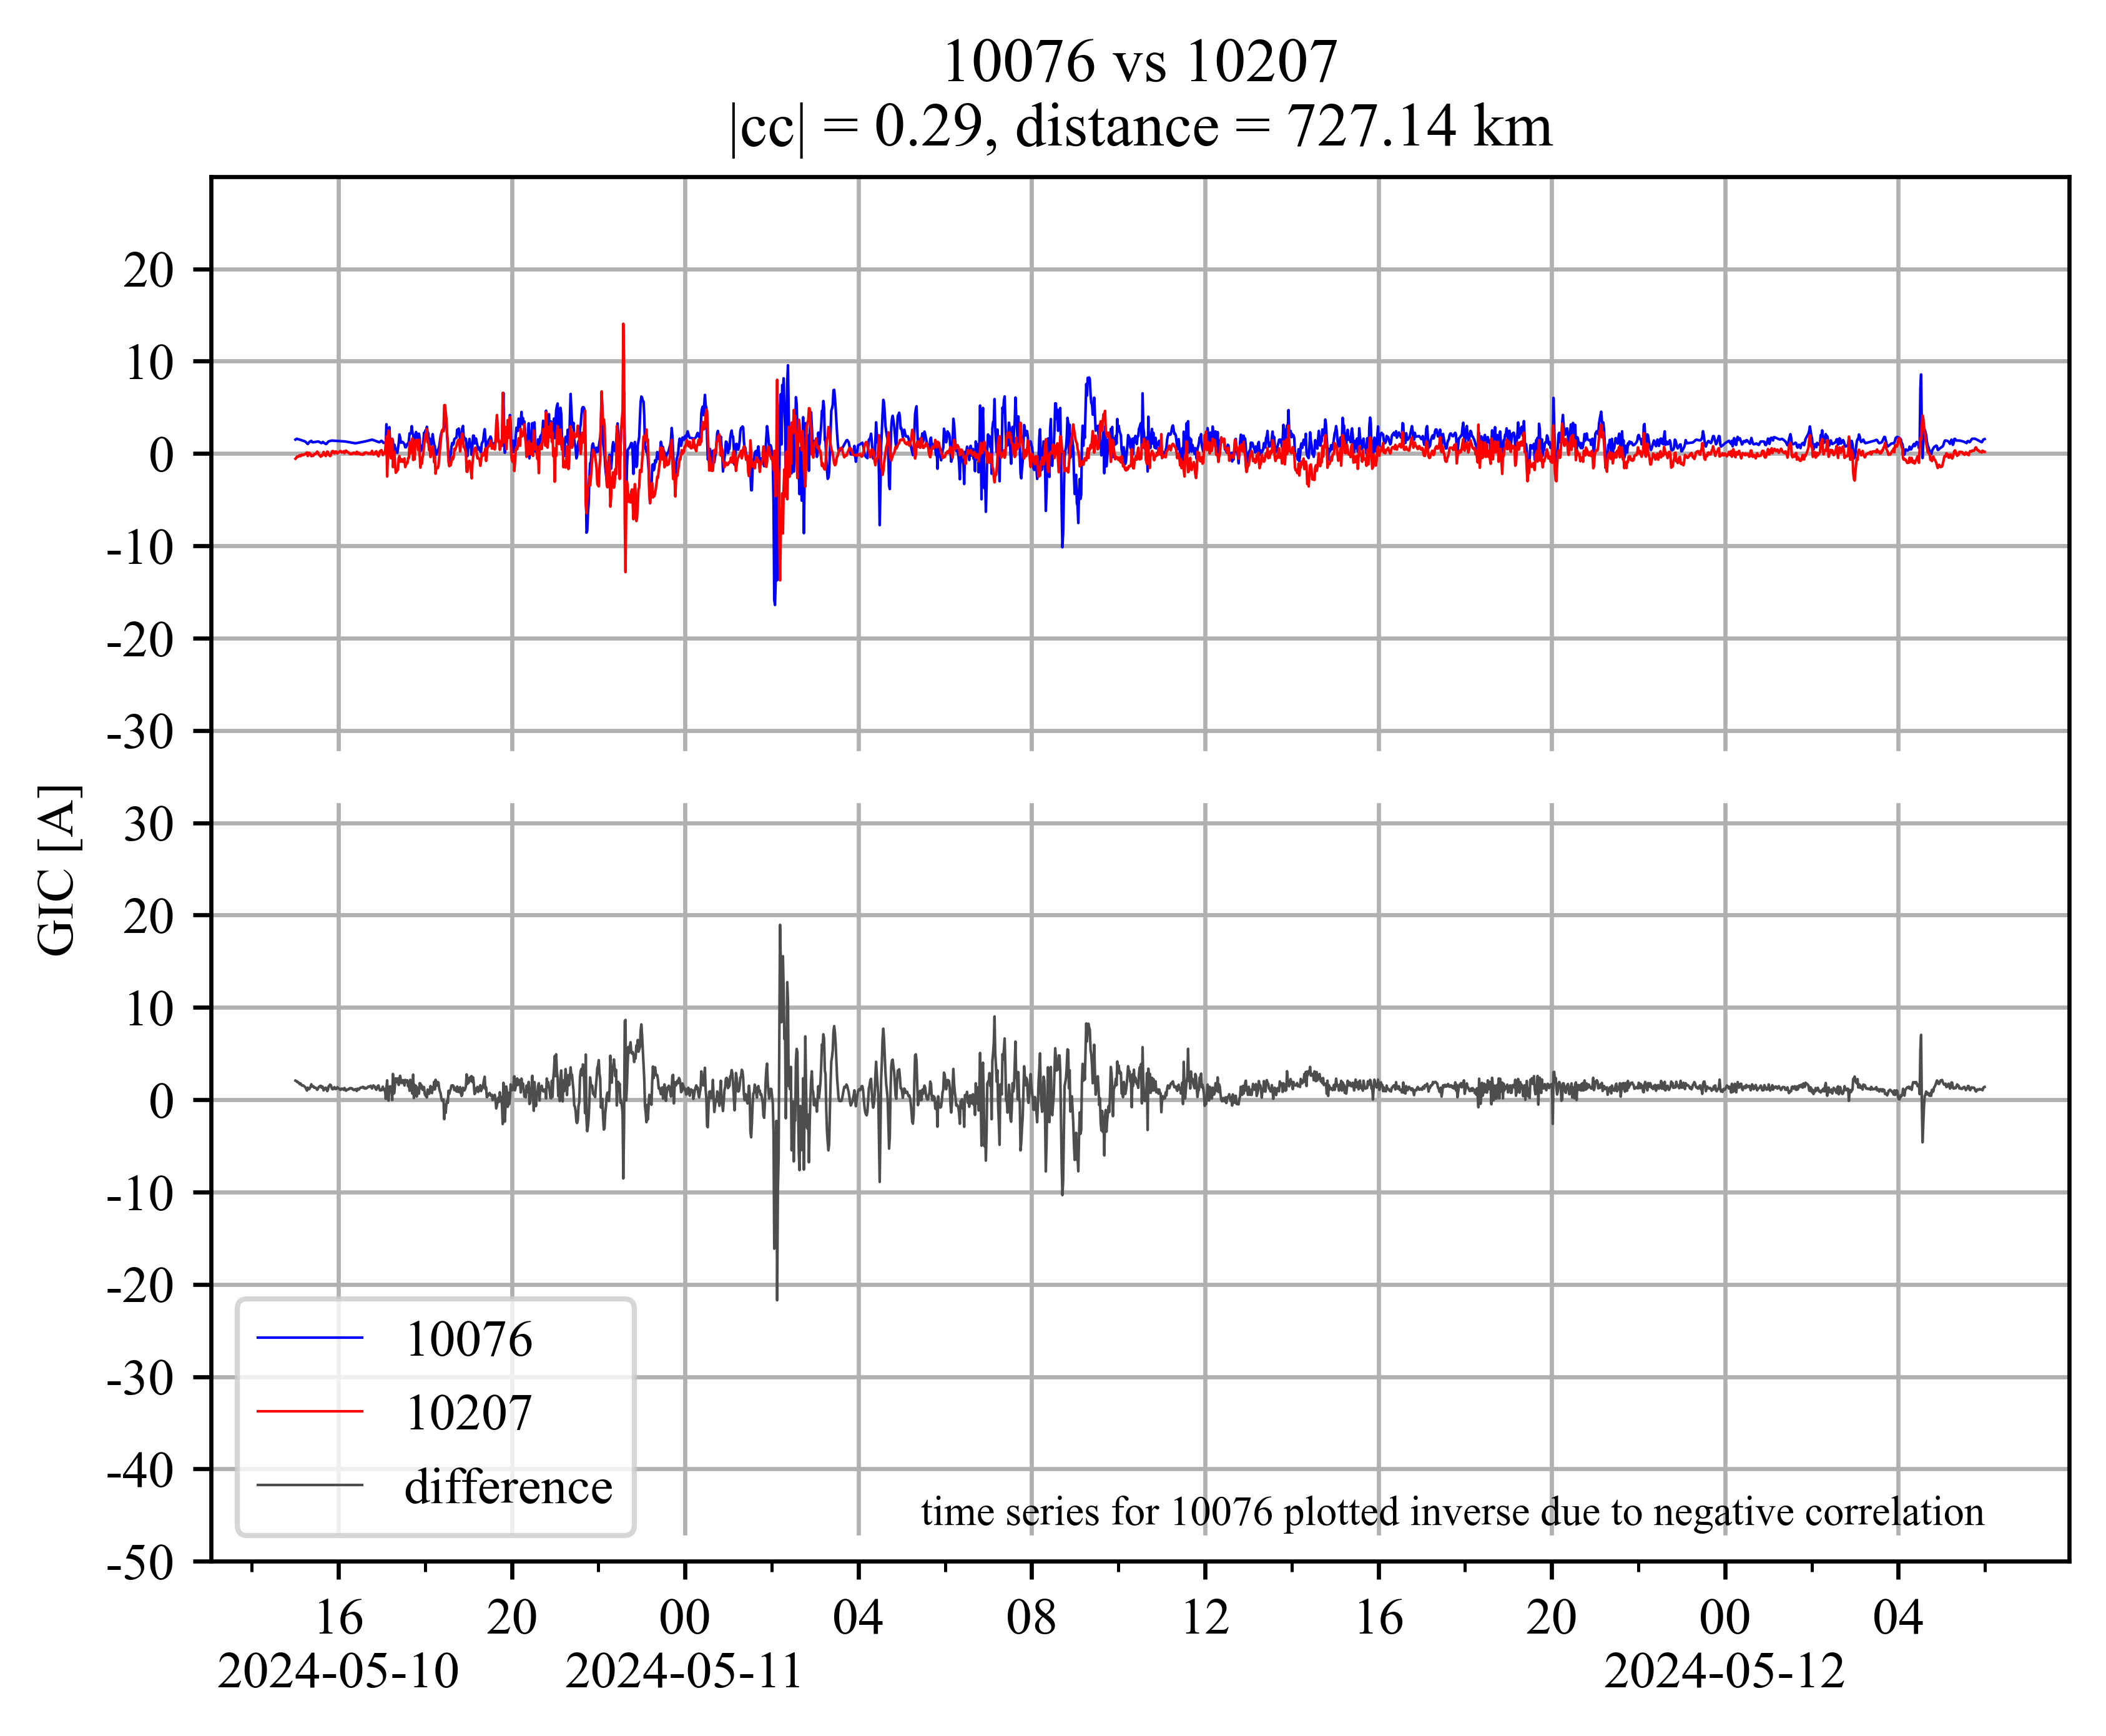 10076 vs 10207
|cc| = 0.29, distance = 727.14 km
20
10
0
-10
-20
-30
30
20
10
0
-10
-20
-30
-40
-50
GIC [A]
10076
10207
difference
time series for 10076 plotted inverse due to negative correlation
16 20 00 04 08 12 16 20 00 04
2024-05-10 2024-05-11 2024-05-12